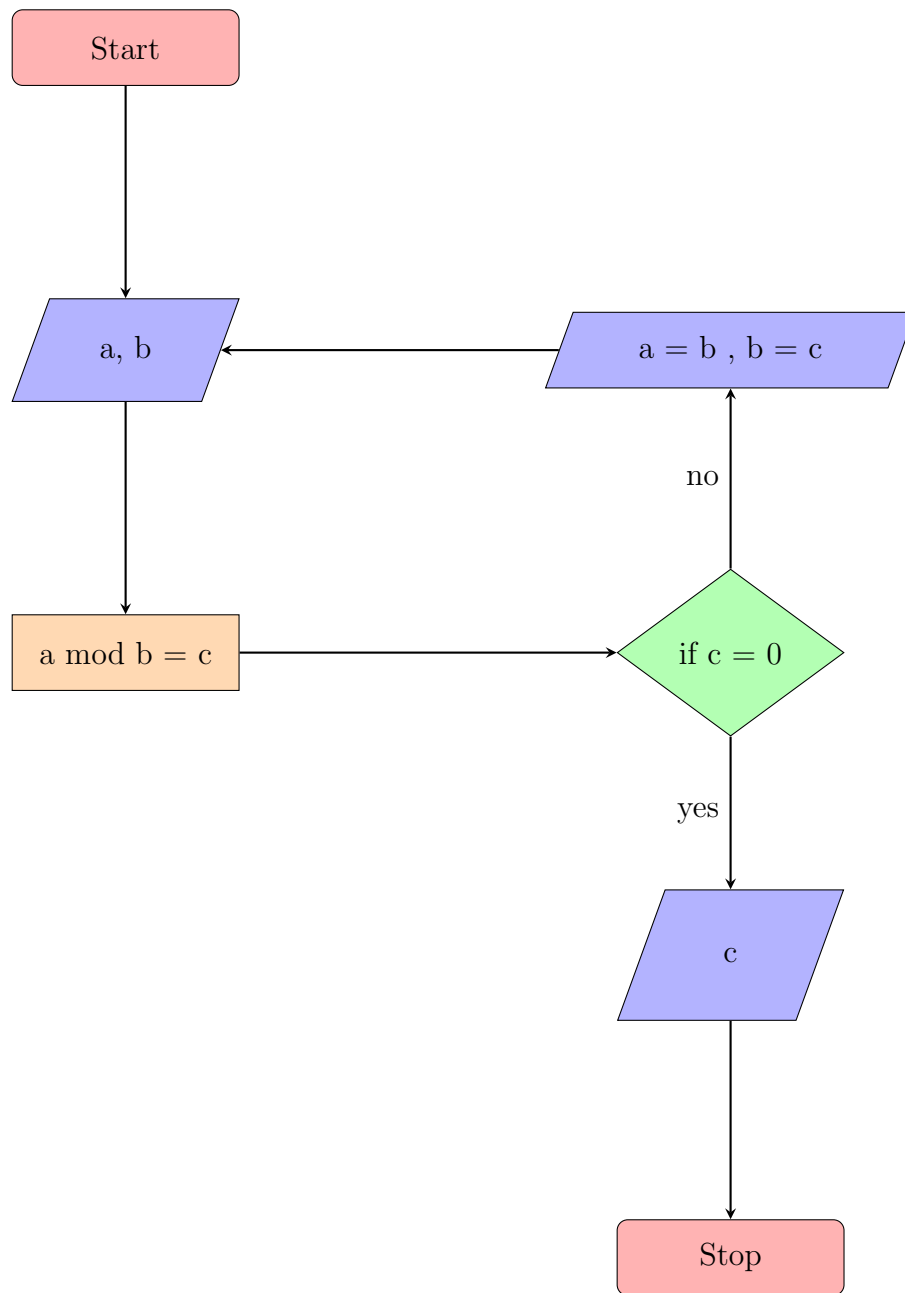 Start
a, b
a = b , b = c
no
a mod b = c
if c = 0
yes
c
Stop